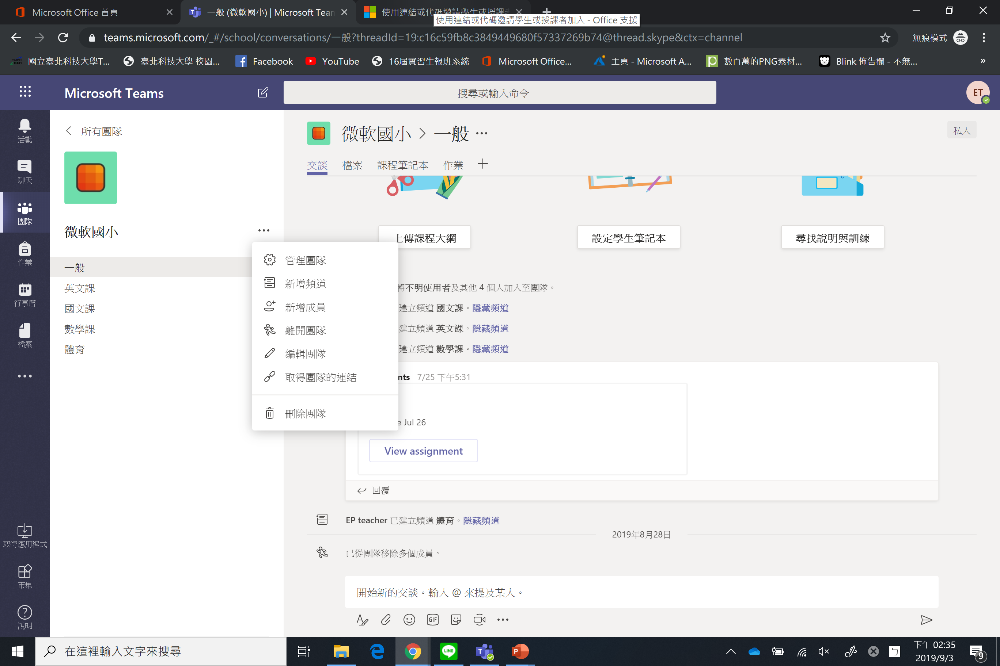 Microsoft Office 首頁
一般 (微軟國小) | Microsoft Tean
使用連結或代碼邀請學生或授課者
使用連結或代碼邀請學生或授課者加入 - Office 支援
teams.microsoft.com/_#/school/conversations/一般?threadId=19:c16c59fb8c3849449680f57337269b74@thread.skype&ctx=channel
無痕模式
國立臺北科技大學T...
臺北科技大學 校園...
Facebook
YouTube
16屆實習生報班系統
Microsoft Office...
主頁 - Microsoft A...
數百萬的PNG素材...
Blink 佈告欄 - 不無...
»
Microsoft Teams
搜尋或輸入命令
ET
活動
聊天
團隊
作業
行事曆
檔案
取得應用程式
市集
說明
所有團隊
微軟國小
一般
英文課
國文課
數學課
體育
管理團隊
新增頻道
新增成員
離開團隊
編輯團隊
取得團隊的連結
刪除團隊
微軟國小 > 一般 ...
私人
交談
檔案
課程筆記本
作業
上傳課程大綱
設定學生筆記本
尋找說明與訓練
將不明使用者及其他 4 個人加入至團隊。
建立頻道 國文課。隱藏頻道
建立頻道 英文課。隱藏頻道
建立頻道 數學課。隱藏頻道
nts 7/25 下午5:31
e Jul 26
View assignment
回覆
EP teacher 已建立頻道 體育。隱藏頻道
2019年8月28日
已從團隊移除多個成員。
開始新的交談。輸入 @ 來提及某人。
GIF
在這裡輸入文字來搜尋
LINE
ㄅ
下午 02:35
2019/9/3
9